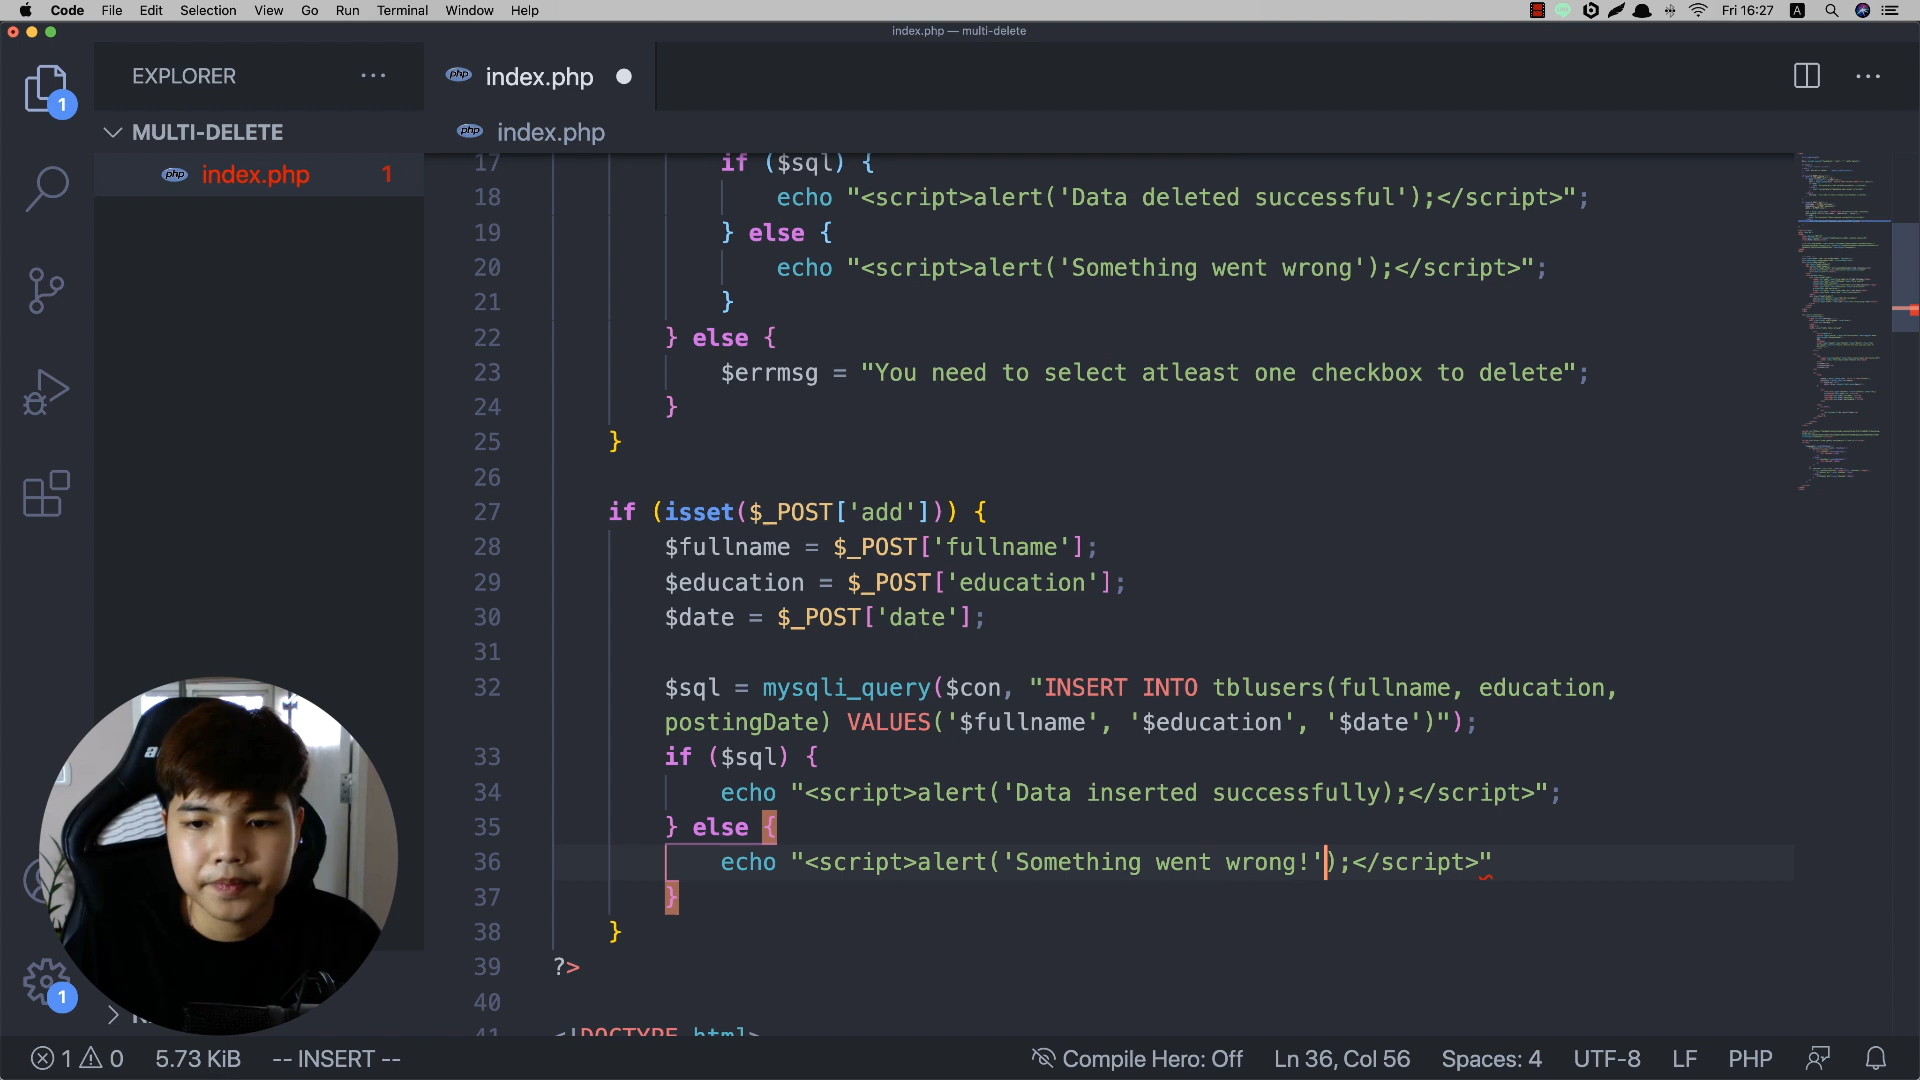 Code File Edit Selection View Go Run Terminal Window Help Fri 16:27 A
index.php — multi-delete
EXPLORER
index.php
1
MULTI-DELETE
index.php
index.php 1
17 if ($sql) {
18 echo "<script>alert('Data deleted successful');</script>";
19 } else {
20 echo "<script>alert('Something went wrong');</script>";
21 }
22 } else {
23 $errmsg = "You need to select atleast one checkbox to delete";
24 }
25 }
26
27 if (isset($_POST['add'])) {
28 $fullname = $_POST['fullname'];
29 $education = $_POST['education'];
30 $date = $_POST['date'];
31
32 $sql = mysqli_query($con, "INSERT INTO tblusers(fullname, education,
postingDate) VALUES('$fullname', '$education', '$date')");
33 if ($sql) {
34 echo "<script>alert('Data inserted successfully);</script>";
35 } else {
36 echo "<script>alert('Something went wrong!');</script>"
37 }
38 }
39 ?>
40
41 <!DOCTYPE html>
1
1 0 5.73 KiB -- INSERT -- Compile Hero: Off Ln 36, Col 56 Spaces: 4 UTF-8 LF PHP